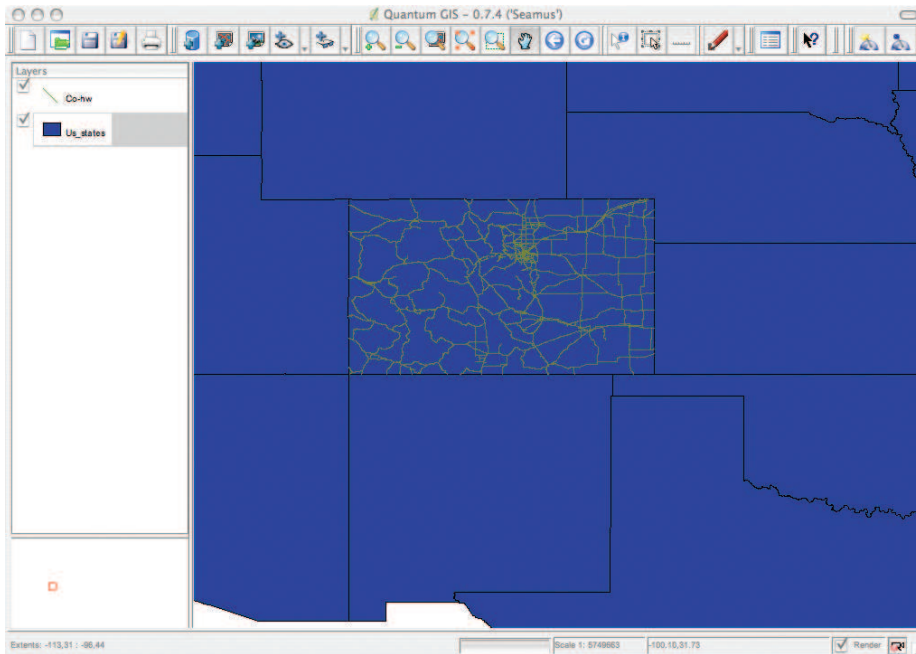 Quantum GIS - 0.7.4 ('Seamus')
Layers
Co-hw
Us_states
Extents: -113,31 : -96,44
Scale 1: 5749663
-100.10,31.73
Render